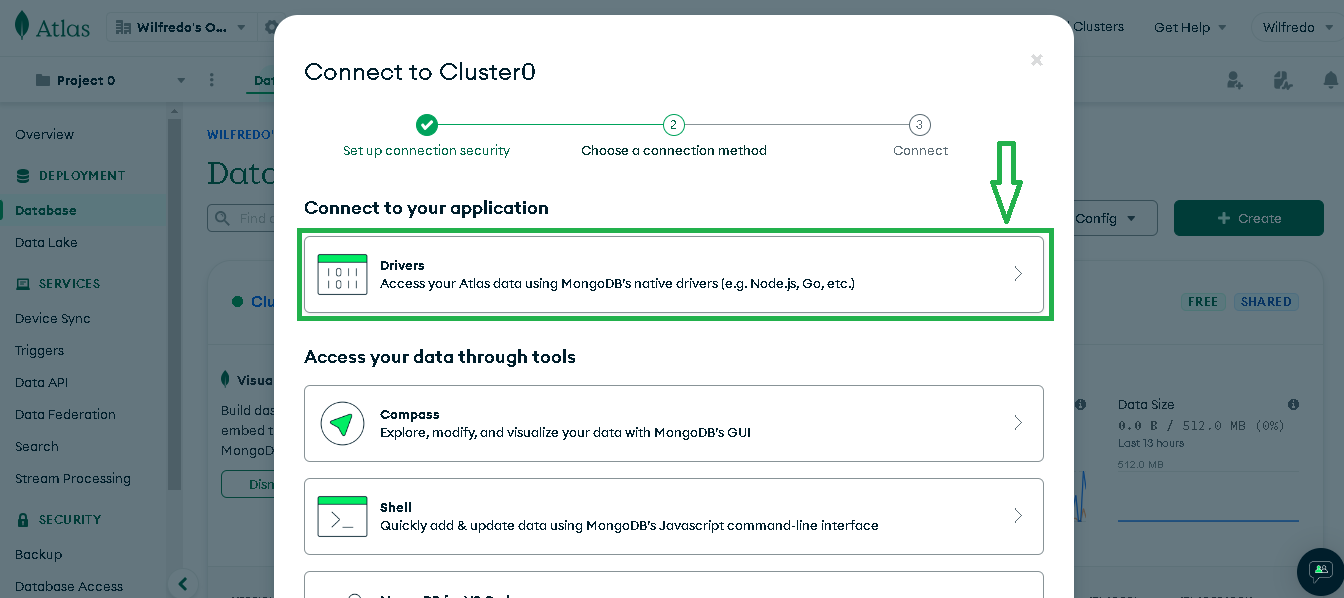 Atlas
Wilfredo's O...
Clusters
Get Help
Wilfredo
Project 0
Dat
Overview
DEPLOYMENT
Database
Data Lake
SERVICES
Device Sync
Triggers
Data API
Data Federation
Search
Stream Processing
SECURITY
Backup
Database Access
WILFREDO'
Data
Find
Clu
Visua
Build das
embed t
MongoD
Dism
Connect to Cluster0
2
3
Set up connection security
Choose a connection method
Connect
Connect to your application
1011
1011
Drivers
Access your Atlas data using MongoDB's native drivers (e.g. Node.js, Go, etc.)
Access your data through tools
Compass
Explore, modify, and visualize your data with MongoDB's GUI
>_
Shell
Quickly add & update data using MongoDB's Javascript command-line interface
Config
+ Create
FREE
SHARED
Data Size
0.0 B / 512.0 MB (0%)
Last 13 hours
512.0 MB